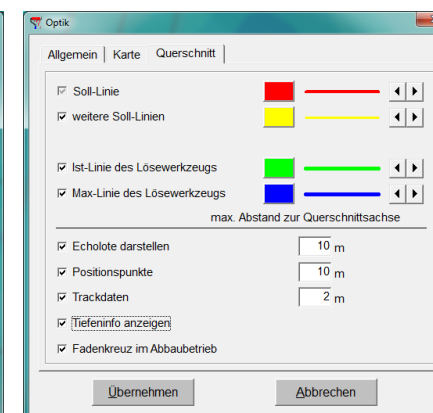 Optik
Allgemein Karte Querschnitt
Soll-Linie
weitere Soll-Linien
Ist-Linie des Lösewerkzeugs
Max-Linie des Lösewerkzeugs
max. Abstand zur Querschnittsachse
Echolote darstellen 10 m
Positionspunkte 10 m
Trackdaten 2 m
Tiefeninfo anzeigen
Fadenkreuz im Abbaubetrieb
Übernehmen Abbrechen